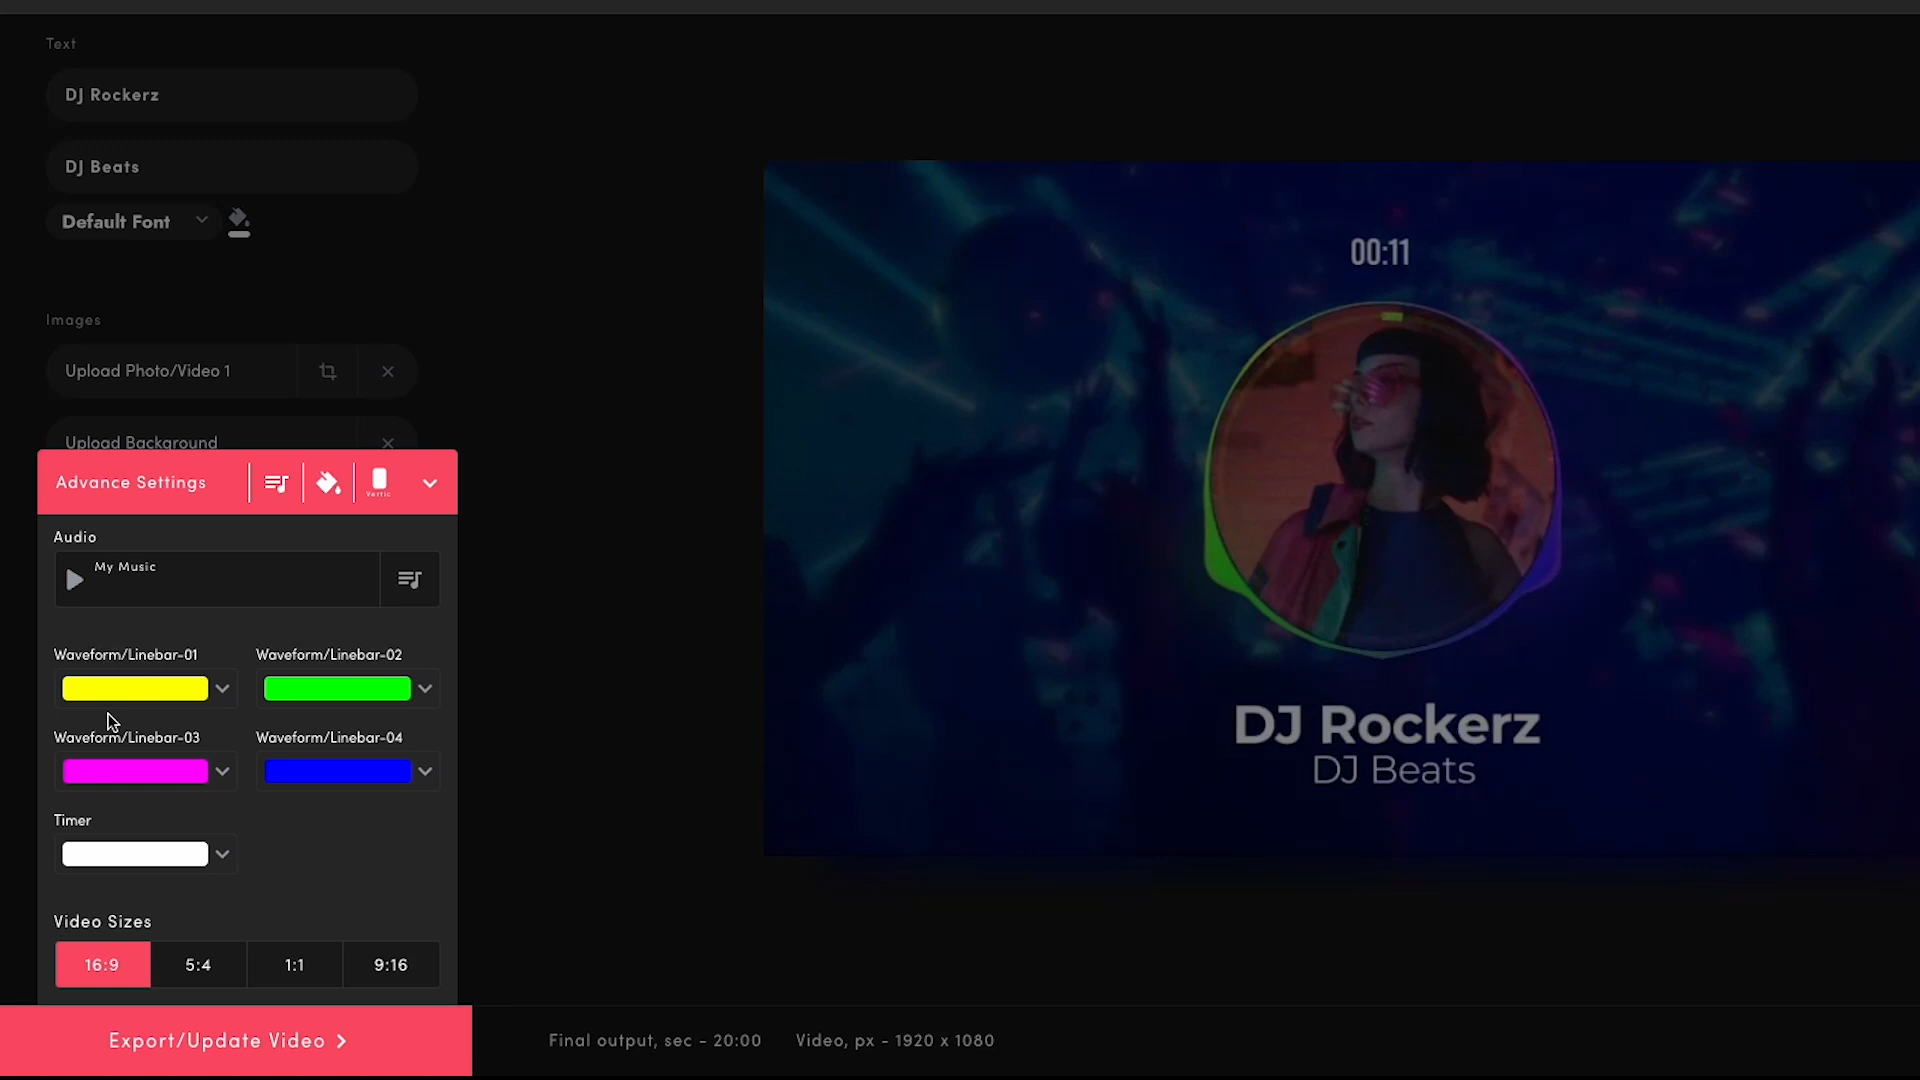 Text
DJ Rockerz
DJ Beats
Default Font
Images
Upload Photo/Video 1
Upload Background
Advance Settings
Vertic
Audio
My Music
Waveform/Linebar-01
Waveform/Linebar-02
Waveform/Linebar-03
Waveform/Linebar-04
Timer
Video Sizes
16:9
5:4
1:1
9:16
Export/Update Video
00:11
DJ Rockerz
DJ Beats
Final output, sec - 20:00
Video, px - 1920 x 1080